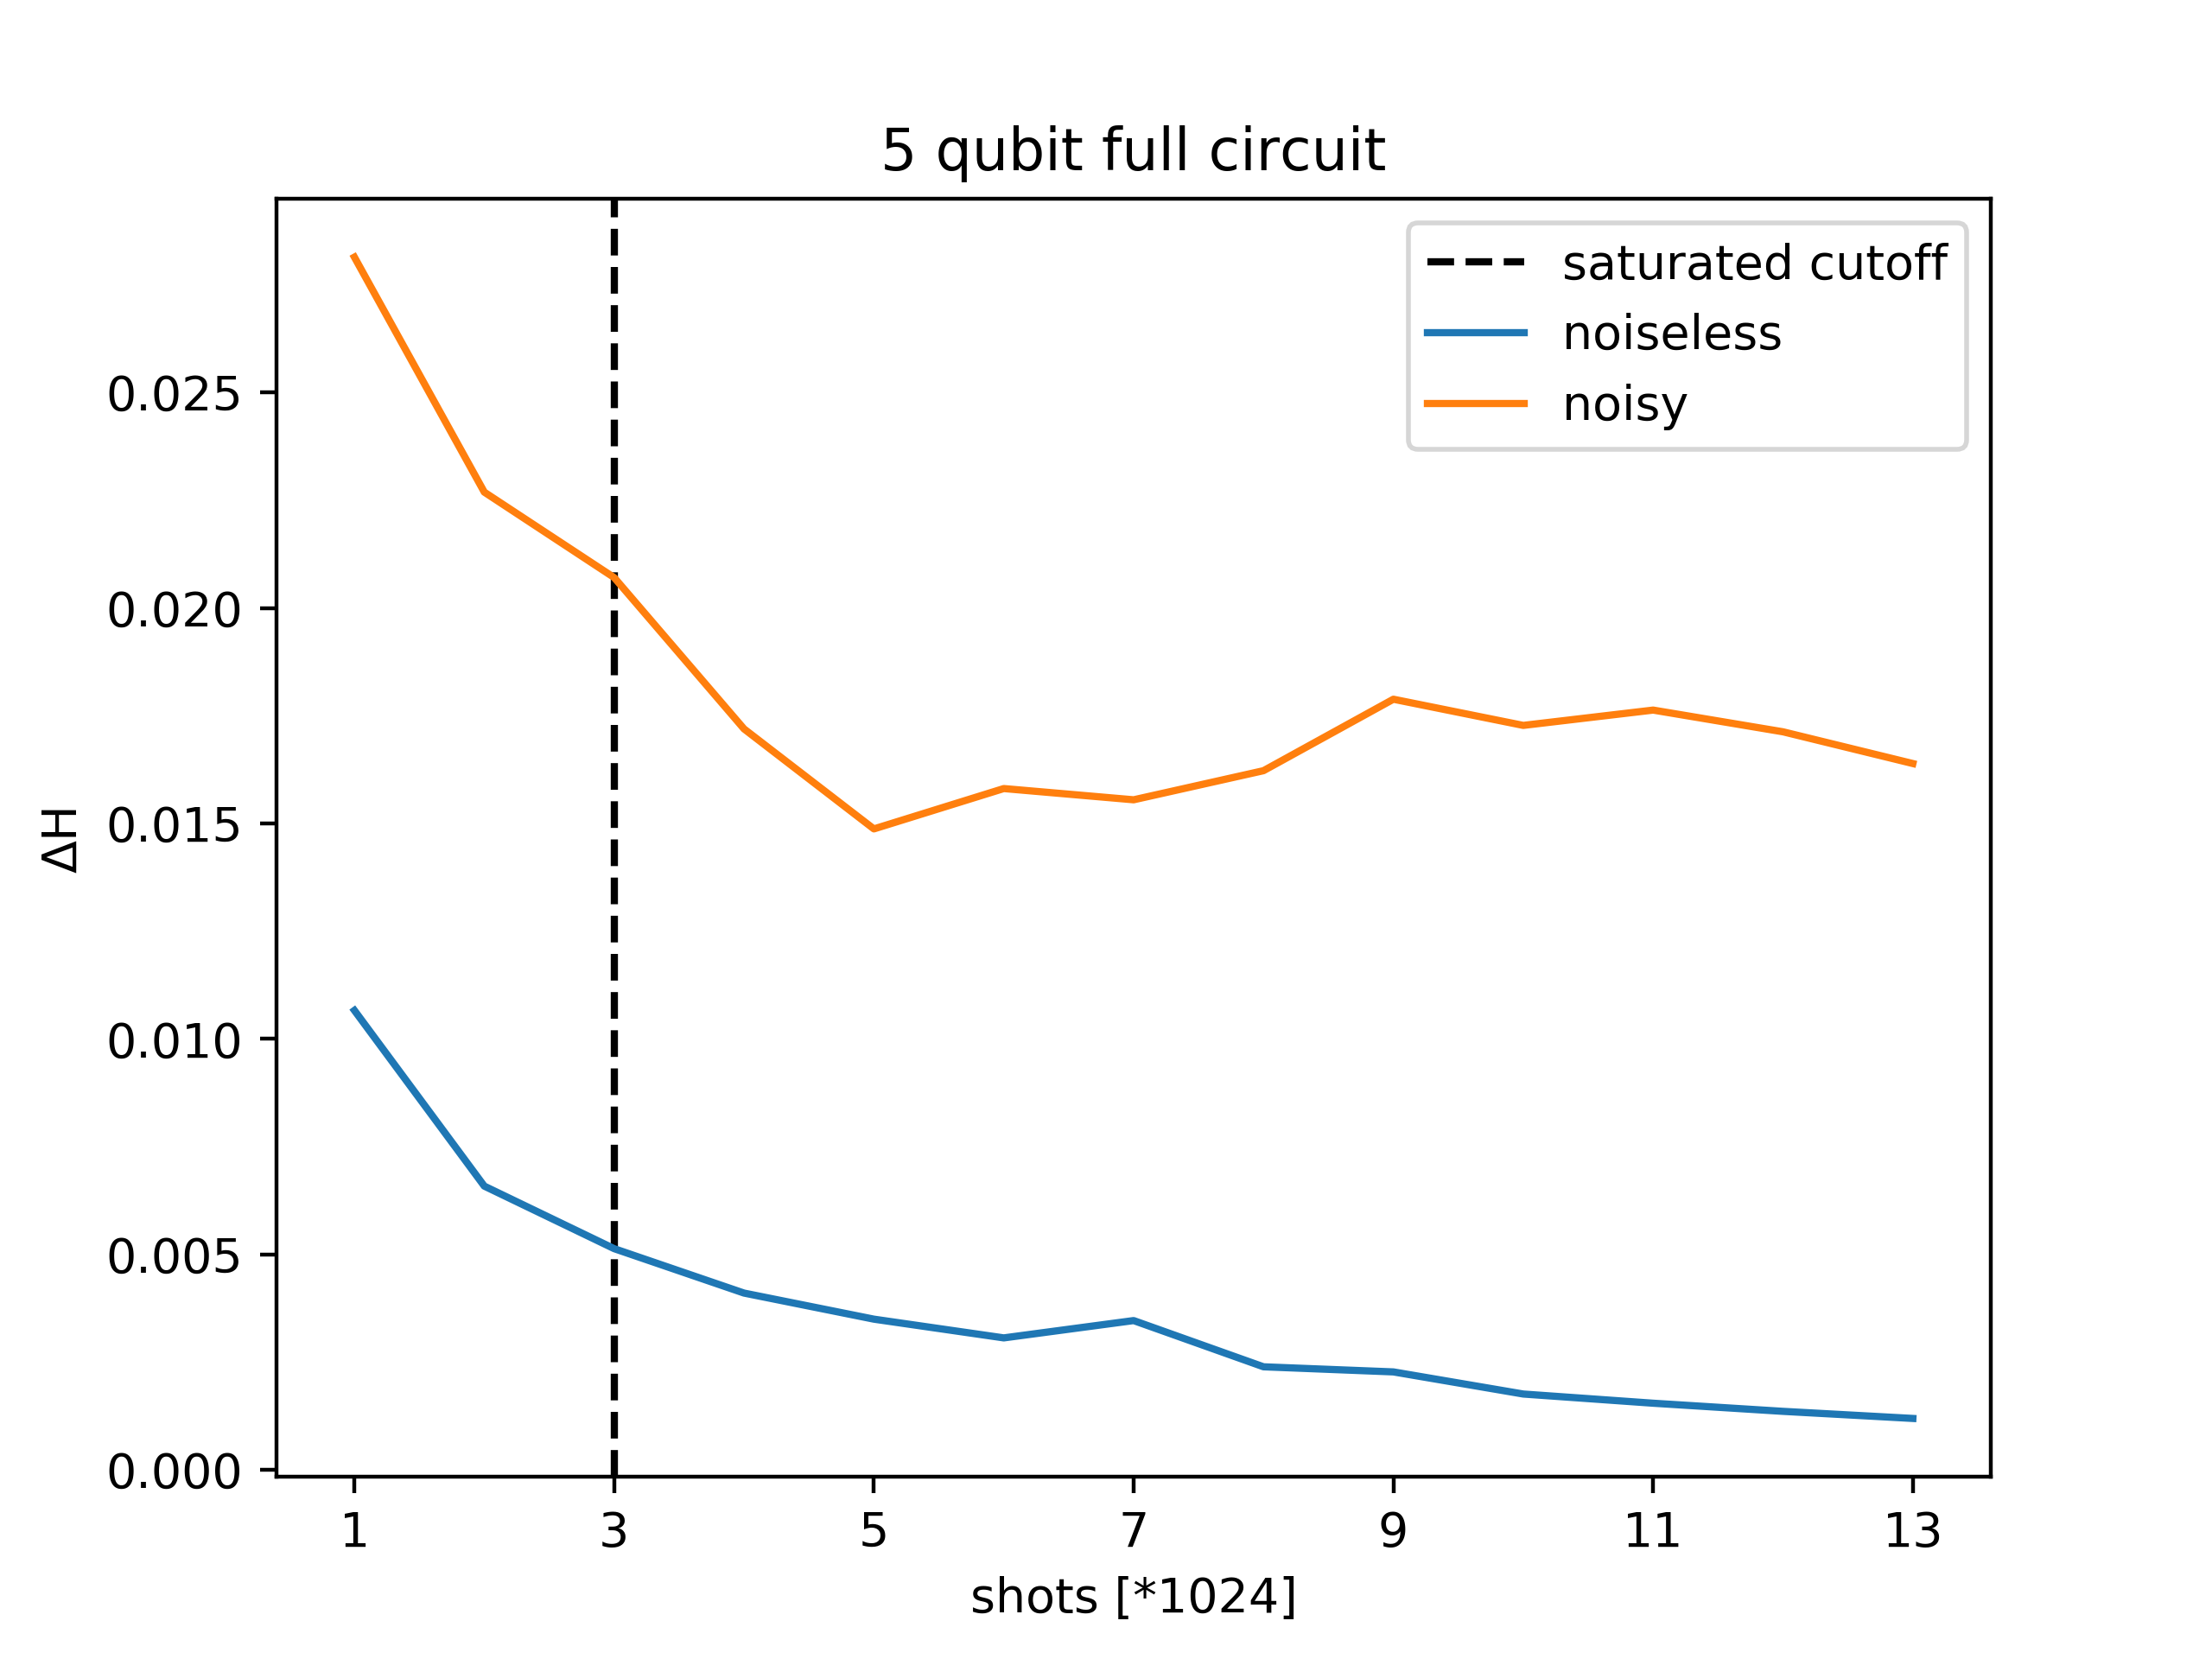 5 qubit full circuit
saturated cutoff
noiseless
noisy
0.025
0.020
0.015
0.010
0.005
0.000
ΔH
1 3 5 7 9 11 13
shots [*1024]